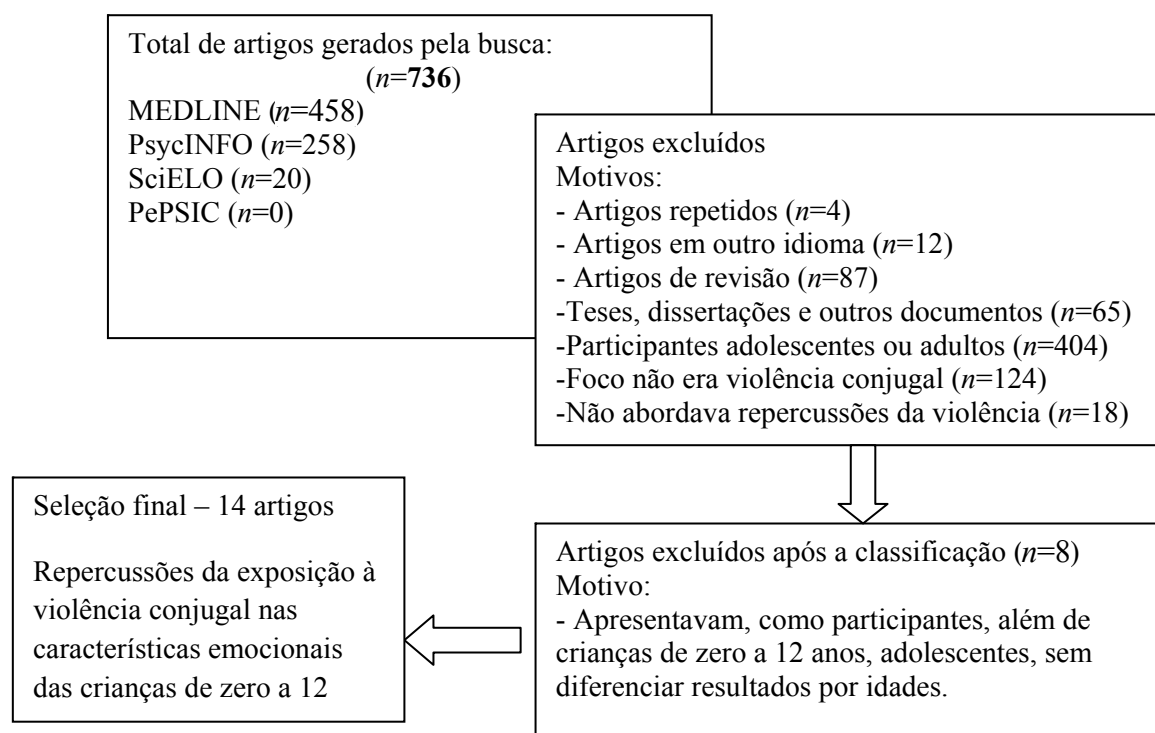 Total de artigos gerados pela busca:
(n=736)
MEDLINE (n=458)
PsycINFO (n=258)
SciELO (n=20)
PePSIC (n=0)
Artigos excluídos
Motivos:
- Artigos repetidos (n=4)
- Artigos em outro idioma (n=12)
- Artigos de revisão (n=87)
-Teses, dissertações e outros documentos (n=65)
-Participantes adolescentes ou adultos (n=404)
-Foco não era violência conjugal (n=124)
-Não abordava repercussões da violência (n=18)
Artigos excluídos após a classificação (n=8)
Motivo:
- Apresentavam, como participantes, além de
crianças de zero a 12 anos, adolescentes, sem
diferenciar resultados por idades.
Seleção final – 14 artigos
Repercussões da exposição à
violência conjugal nas
características emocionais
das crianças de zero a 12